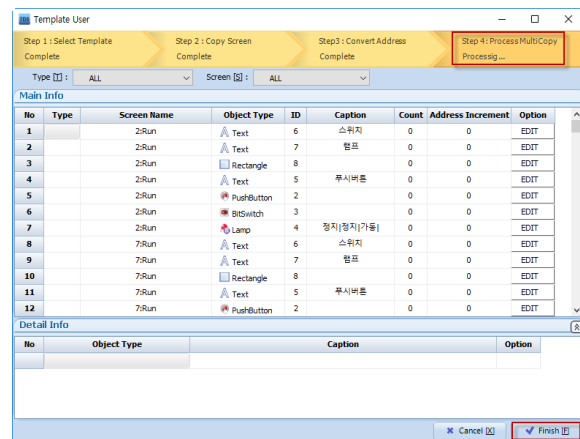 Template User
Step 1 : Select Template Step 2 : Copy Screen Step3 : Convert Address Step 4: Process MultiCopy
Complete Complete Complete Processig...
Type [T] : ALL Screen [S] : ALL
Main Info
No Type Screen Name Object Type ID Caption Count Address Increment Option
1 2:Run Text 6 스위치 0 0 EDIT
2 2:Run Text 7 램프 0 0 EDIT
3 2:Run Rectangle 8 0 0 EDIT
4 2:Run Text 5 푸시버튼 0 0 EDIT
5 2:Run PushButton 2 0 0 EDIT
6 2:Run BitSwitch 3 0 0 EDIT
7 2:Run Lamp 4 정지|정지|가동| 0 0 EDIT
8 7:Run Text 6 스위치 0 0 EDIT
9 7:Run Text 7 램프 0 0 EDIT
10 7:Run Rectangle 8 0 0 EDIT
11 7:Run Text 5 푸시버튼 0 0 EDIT
12 7:Run PushButton 2 0 0 EDIT
Detail Info
No Object Type Caption Option
Cancel [X] Finish [F]